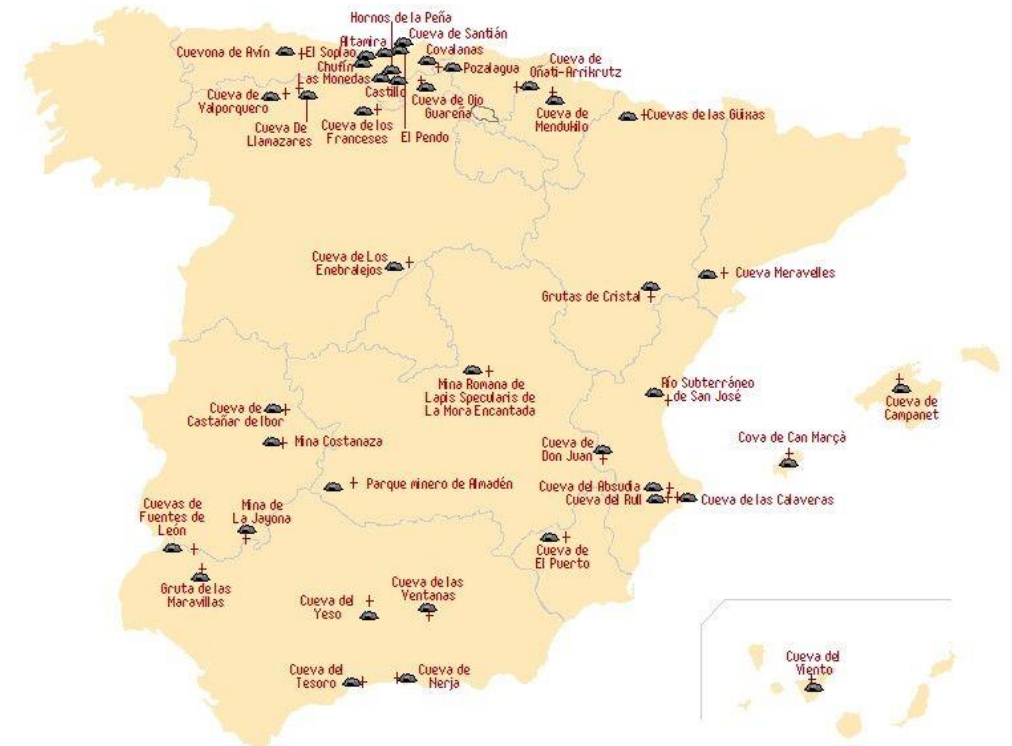 Hornos de la Peña
Cueva de Santián
Altamira
Cuevona de Avín
El Soplao
Covalanas
Chufín
Pozalagua
Cueva de
Oñati-Arrikrutz
Las Monedas
Castillo
Cueva de
Valporquero
Cueva De
Llamazares
Cueva de los
Franceses
El Pendo
Cueva de Ojo
Guareña
Cueva de
Mendukilo
Cuevas de las Güixas
Cueva de Los
Enebralejos
Grutas de Cristal
Cueva Meravelles
Mina Romana de
Lapis Specularis de
La Mora Encantada
Río Subterráneo
de San José
Cueva de
Campanet
Cueva de
Castañar de Ibor
Mina Costanaza
Cueva de
Don Juan
Cova de Can Marçà
Parque minero de Almadén
Cueva del Absudia
Cueva del Rull
Cueva de las Calaveras
Cuevas de
Fuentes de
León
Mina de
La Jayona
Cueva de
El Puerto
Gruta de las
Maravillas
Cueva del
Yeso
Cueva de las
Ventanas
Cueva del
Tesoro
Cueva de
Nerja
Cueva del
Viento